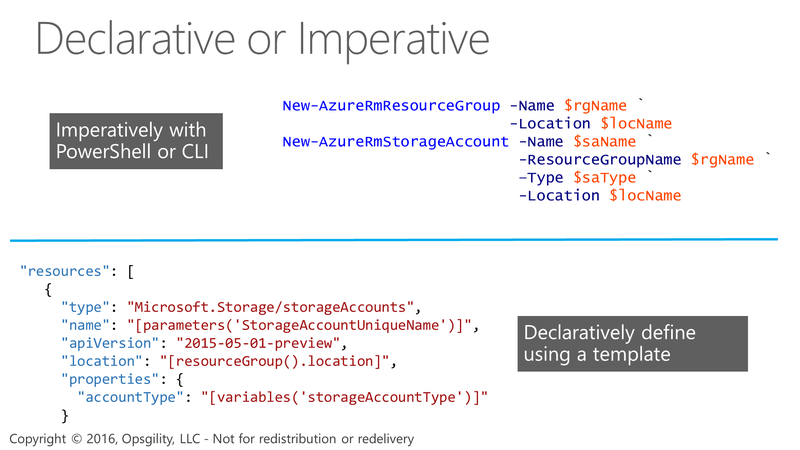 Declarative or Imperative
Imperatively with
PowerShell or CLI
New-AzureRmResourceGroup -Name $rgName `
-Location $locName
New-AzureRmStorageAccount -Name $saName `
-ResourceGroupName $rgName `
–Type $saType `
-Location $locName
"resources": [
{
"type": "Microsoft.Storage/storageAccounts",
"name": "[parameters('StorageAccountUniqueName')]",
"apiVersion": "2015-05-01-preview",
"location": "[resourceGroup().location]",
"properties": {
"accountType": "[variables('storageAccountType')]"
}
Declaratively define
using a template
Copyright © 2016, Opsgility, LLC - Not for redistribution or redelivery